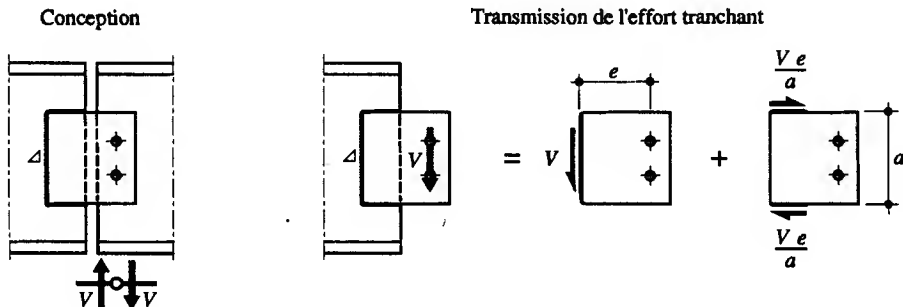 Conception
Transmission de l'effort tranchant
V e
a
e
V
=
V
+
a
V e
a
V
V